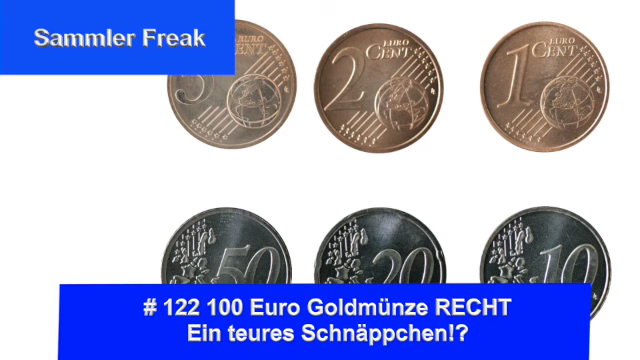 Sammler Freak
5 EURO CENT
2 EURO CENT
1 EURO CENT
50
20
10
# 122 100 Euro Goldmünze RECHT
Ein teures Schnäppchen!?